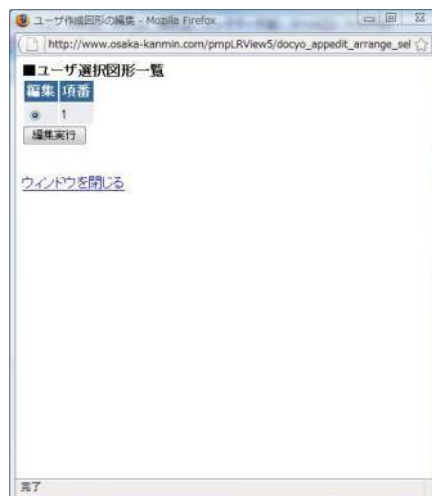 ユーザ作成図形の編集 - Mozilla Firefox
http://www.osaka-kanmin.com/pmpLRView5/docyo_appedit_arrange_sel
■ユーザ選択図形一覧
編集 項番
1
編集実行
ウィンドウを閉じる
完了